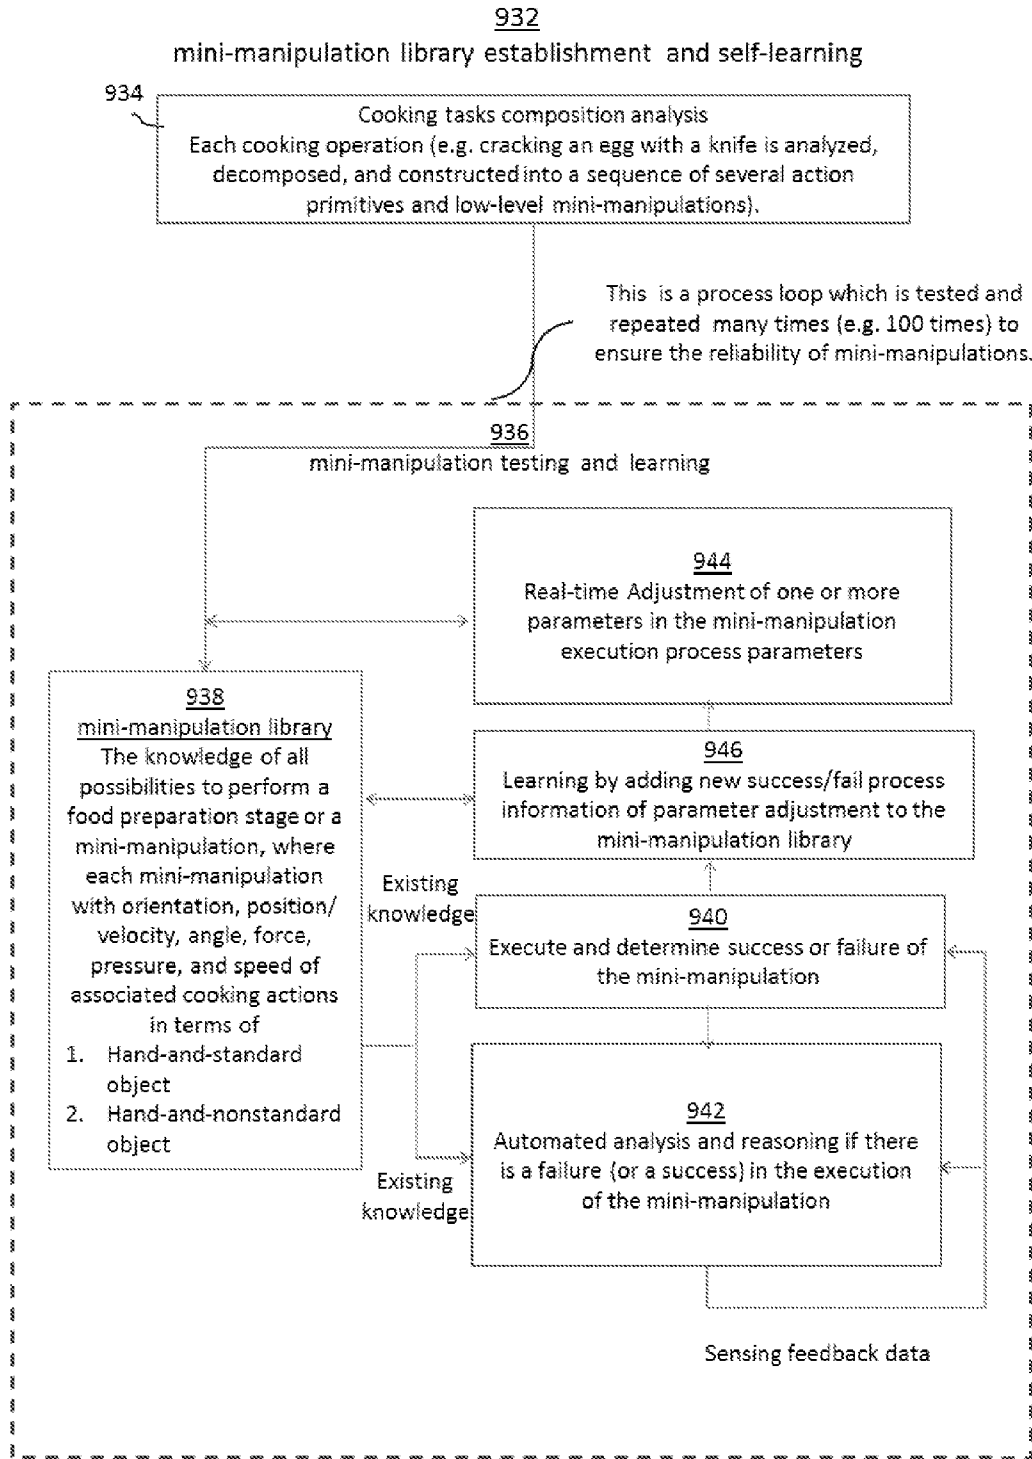 932
mini-manipulation library establishment and self-learning
934
Cooking tasks composition analysis
Each cooking operation (e.g. cracking an egg with a knife is analyzed,
decomposed, and constructed into a sequence of several action
primitives and low-level mini-manipulations).
This is a process loop which is tested and
repeated many times (e.g. 100 times) to
ensure the reliability of mini-manipulations.
936
mini-manipulation testing and learning
944
Real-time Adjustment of one or more
parameters in the mini-manipulation
execution process parameters
938
mini-manipulation library
The knowledge of all
possibilities to perform a
food preparation stage or a
mini-manipulation, where
each mini-manipulation
with orientation, position/
velocity, angle, force,
pressure, and speed of
associated cooking actions
in terms of
1. Hand-and-standard
object
2. Hand-and-nonstandard
object
946
Learning by adding new success/fail process
information of parameter adjustment to the
mini-manipulation library
Existing
knowledge
940
Execute and determine success or failure of
the mini-manipulation
942
Automated analysis and reasoning if there
is a failure (or a success) in the execution
of the mini-manipulation
Existing
knowledge
Sensing feedback data